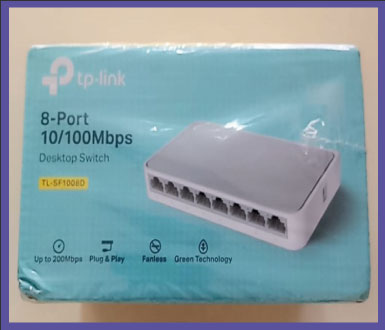 tp-link
8-Port
10/100Mbps
Desktop Switch
TL-SF1008D
Up to 200Mbps Plug & Play Fanless Green Technology